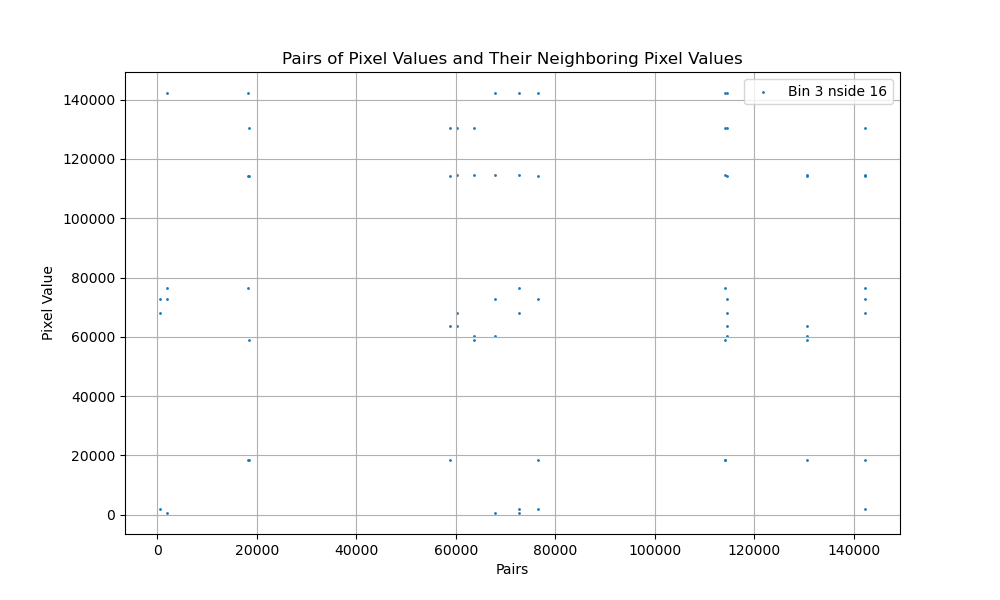 Pairs of Pixel Values and Their Neighboring Pixel Values
Bin 3 nside 16
140000
120000
100000
80000
60000
40000
20000
0
Pixel Value
0 20000 40000 60000 80000 100000 120000 140000
Pairs